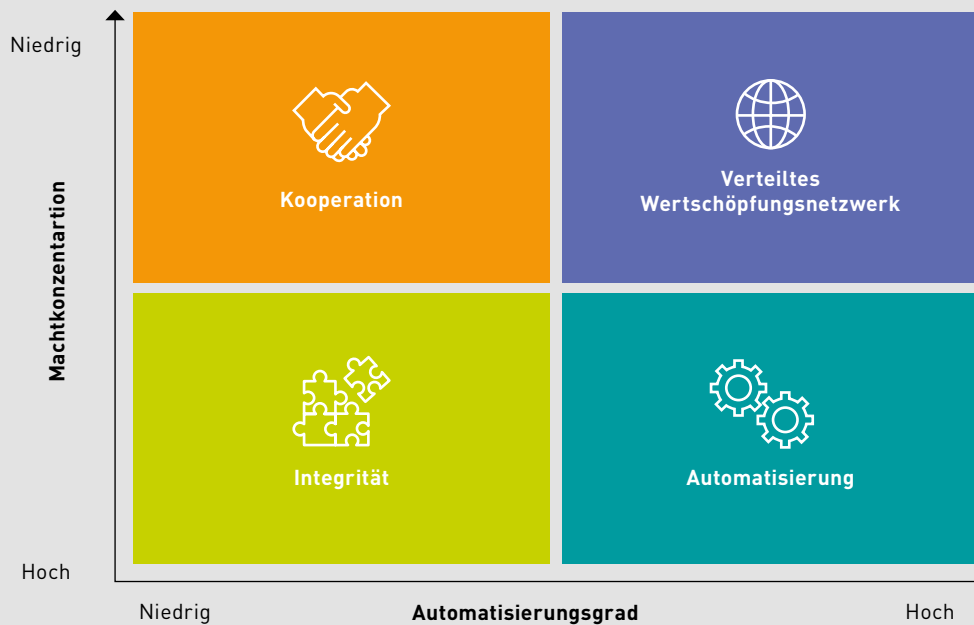 Niedrig
Machtkonzentartion
Kooperation
Verteiltes
Wertschöpfungsnetzwerk
Integrität
Automatisierung
Hoch
Niedrig
Automatisierungsgrad
Hoch